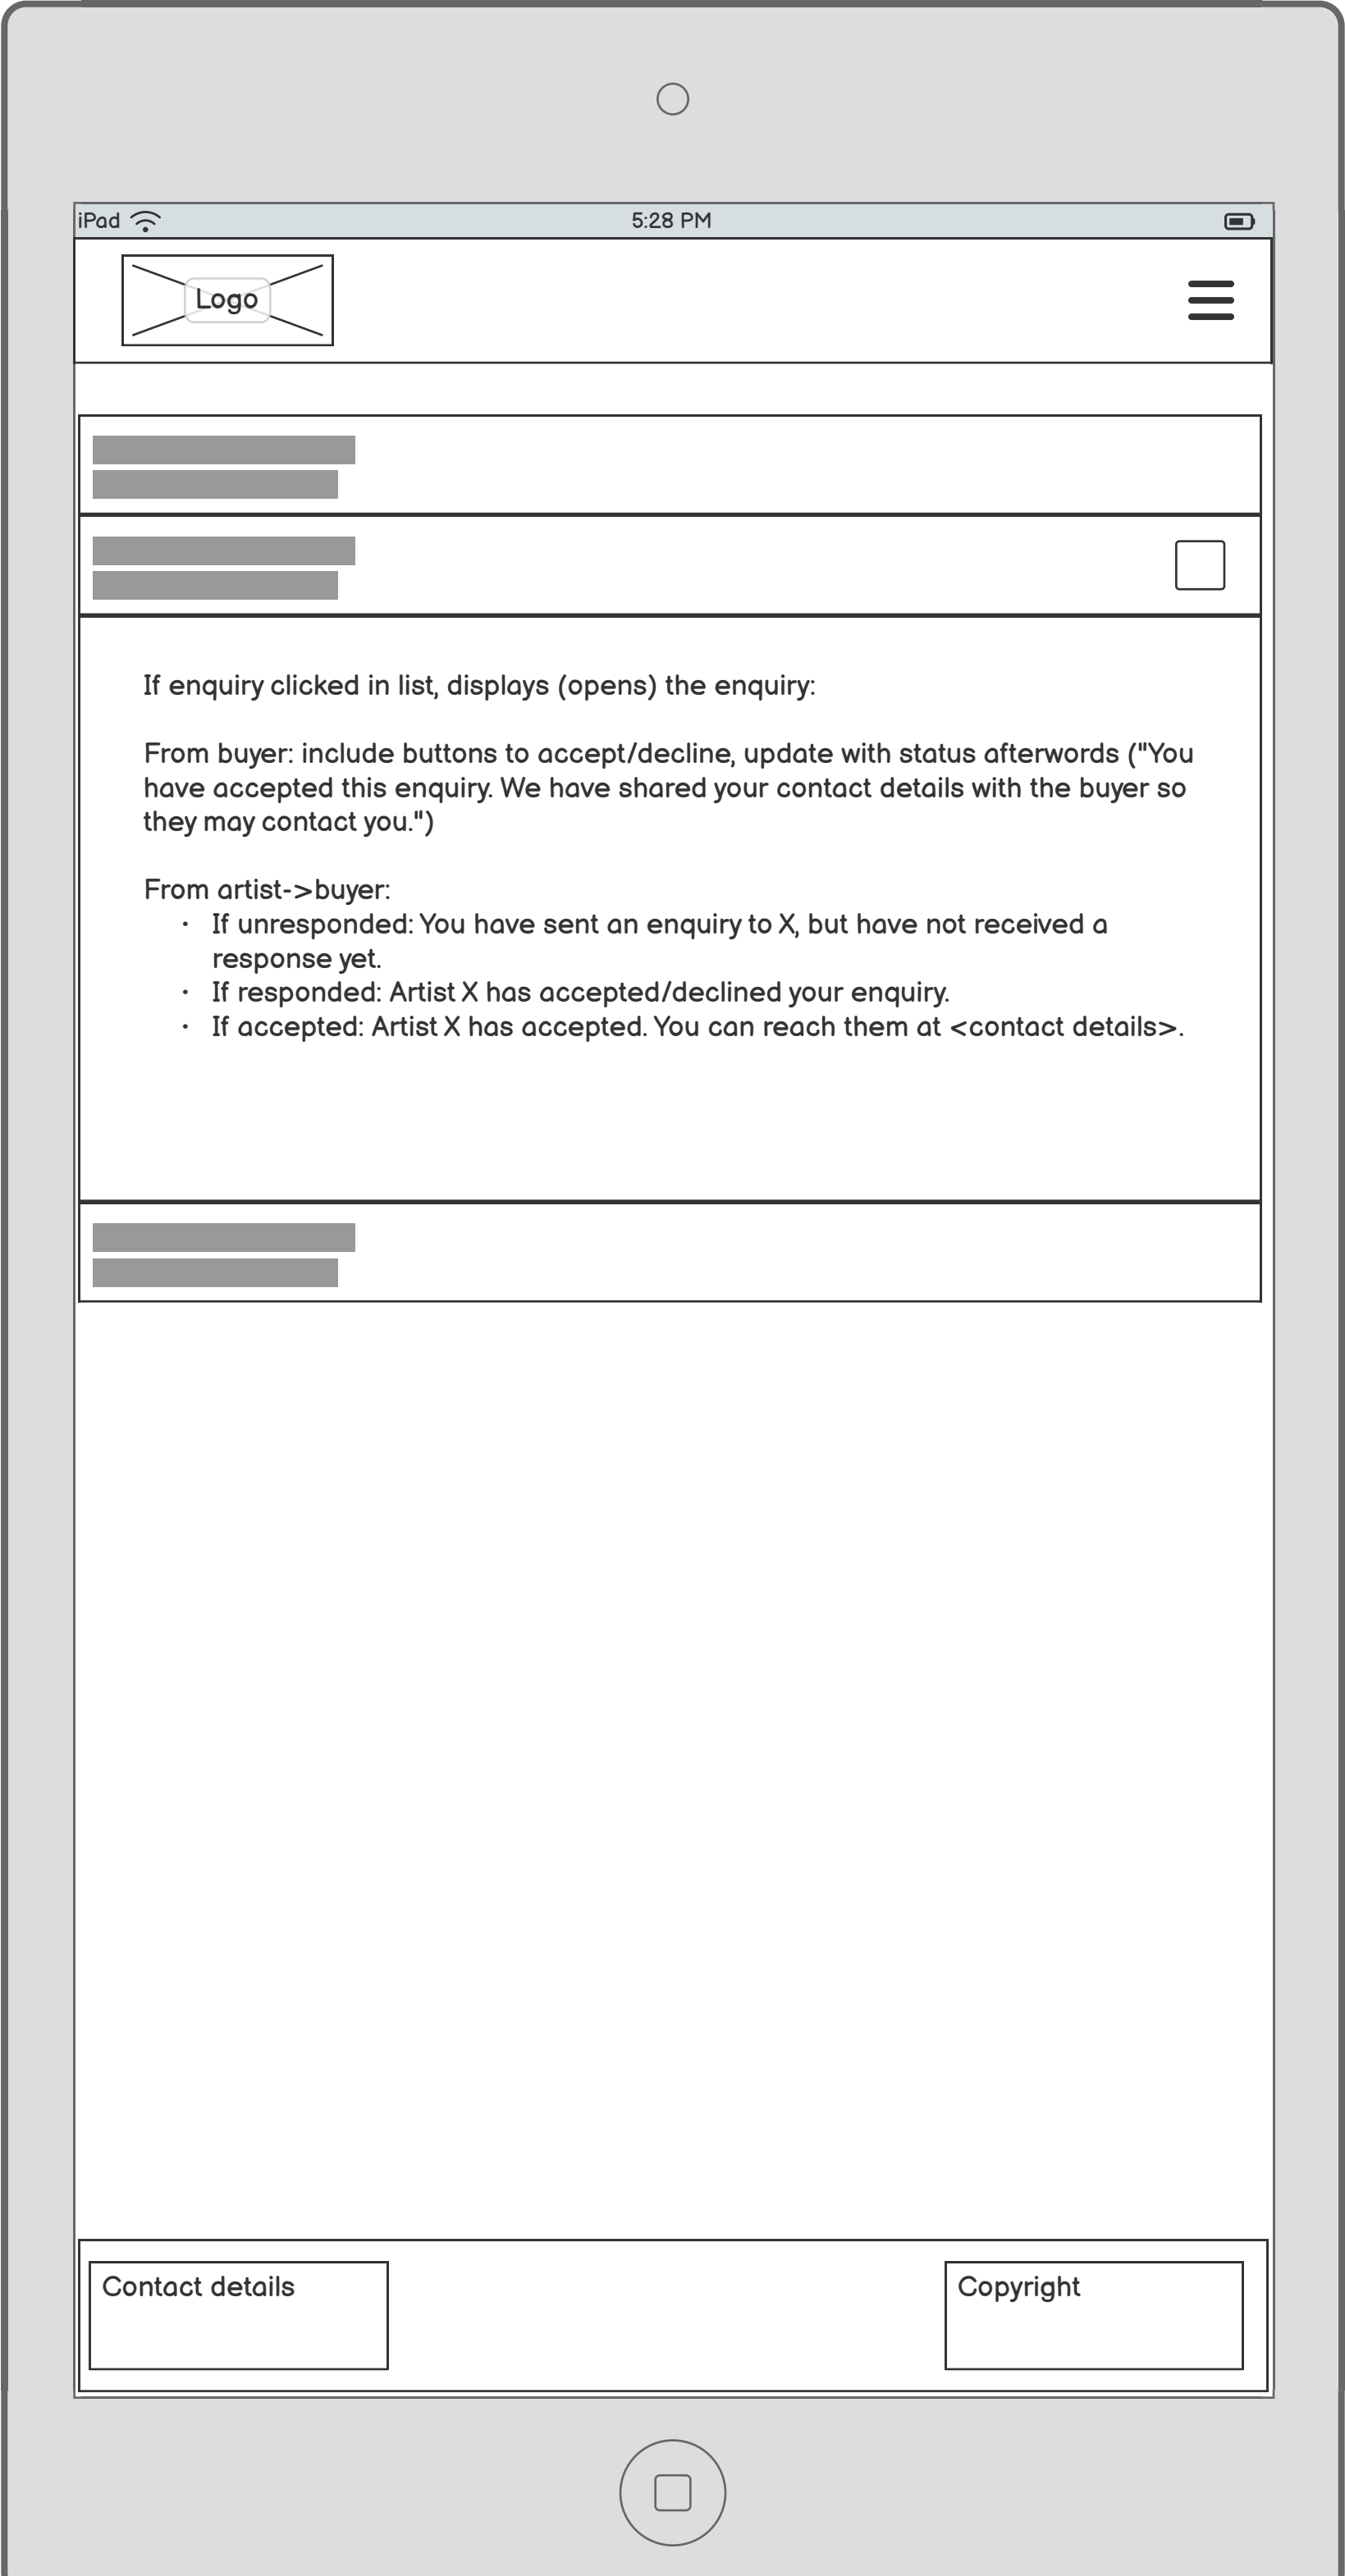 iPad
5:28 PM
Logo
If enquiry clicked in list, displays (opens) the enquiry:
From buyer: include buttons to accept/decline, update with status afterwords ("You
have accepted this enquiry. We have shared your contact details with the buyer so
they may contact you.")
From artist->buyer:
• If unresponded: You have sent an enquiry to X, but have not received a
response yet.
• If responded: Artist X has accepted/declined your enquiry.
• If accepted: Artist X has accepted. You can reach them at <contact details>.
Contact details
Copyright